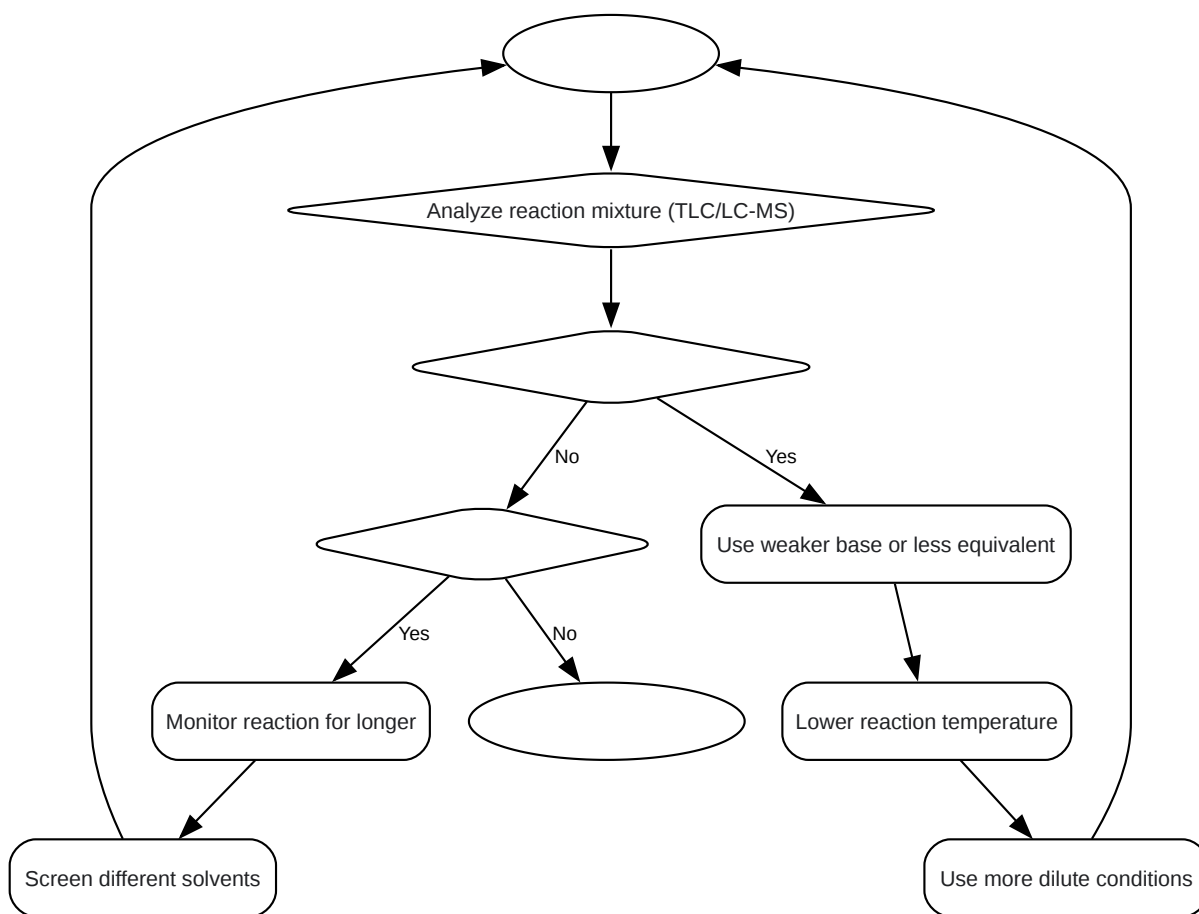 Analyze reaction mixture (TLC/LC-MS)
No
Yes
Use weaker base or less equivalent
Yes
No
Monitor reaction for longer
Lower reaction temperature
Screen different solvents
Use more dilute conditions